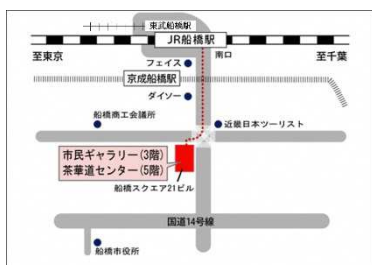 東武船橋駅
JR船橋駅
至東京
南口
至千葉
フェイス
京成船橋駅
ダイソー
船橋商工会議所
近畿日本ツーリスト
市民ギャラリー(3階)
茶華道センター(5階)
船橋スクエア21ビル
国道14号線
船橋市役所